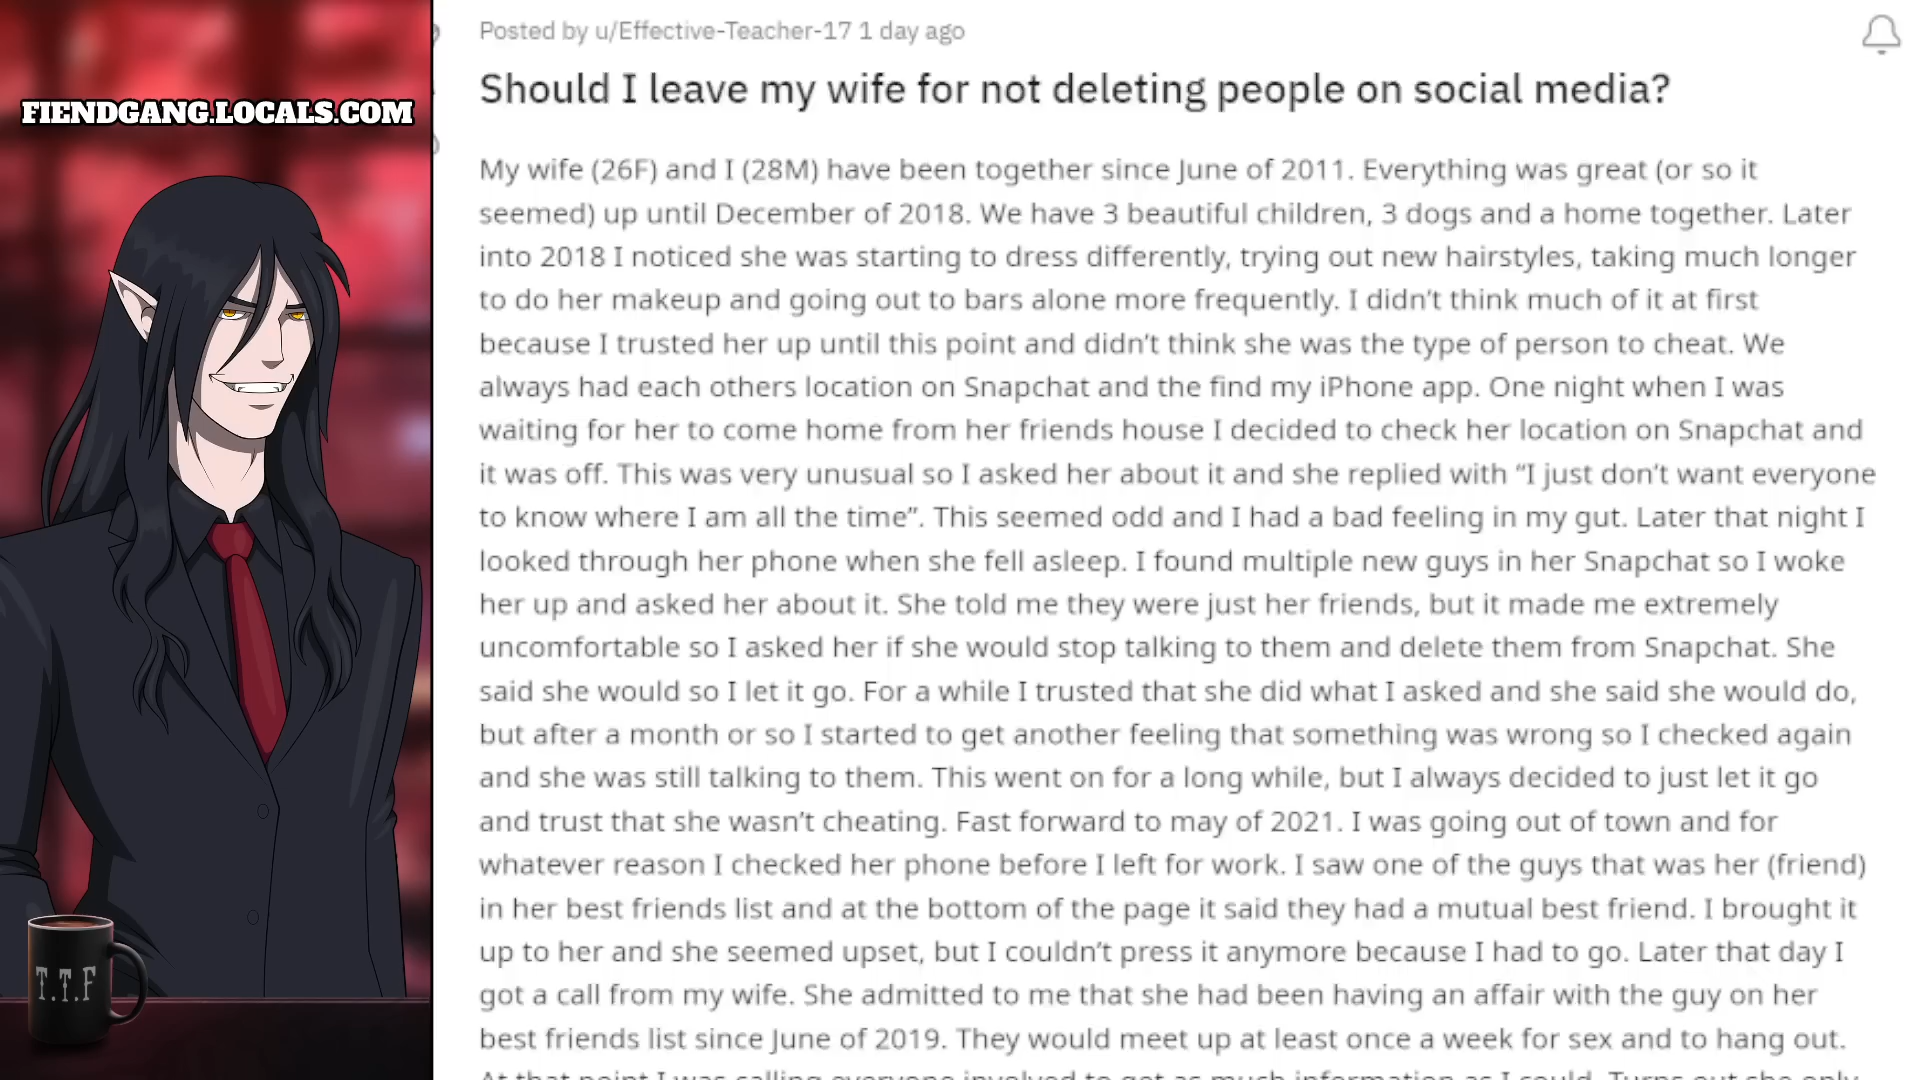 FIENDGANG.LOCALS.COM
T.T.F
Posted by u/Effective-Teacher-17 1 day ago
Should I leave my wife for not deleting people on social media?
My wife (26F) and I (28M) have been together since June of 2011. Everything was great (or so it
seemed) up until December of 2018. We have 3 beautiful children, 3 dogs and a home together. Later
into 2018 I noticed she was starting to dress differently, trying out new hairstyles, taking much longer
to do her makeup and going out to bars alone more frequently. I didn't think much of it at first
because I trusted her up until this point and didn't think she was the type of person to cheat. We
always had each others location on Snapchat and the find my iPhone app. One night when I was
waiting for her to come home from her friends house I decided to check her location on Snapchat and
it was off. This was very unusual so I asked her about it and she replied with “I just don't want everyone
to know where I am all the time”. This seemed odd and I had a bad feeling in my gut. Later that night I
looked through her phone when she fell asleep. I found multiple new guys in her Snapchat so I woke
her up and asked her about it. She told me they were just her friends, but it made me extremely
uncomfortable so I asked her if she would stop talking to them and delete them from Snapchat. She
said she would so I let it go. For a while I trusted that she did what I asked and she said she would do,
but after a month or so I started to get another feeling that something was wrong so I checked again
and she was still talking to them. This went on for a long while, but I always decided to just let it go
and trust that she wasn't cheating. Fast forward to may of 2021. I was going out of town and for
whatever reason I checked her phone before I left for work. I saw one of the guys that was her (friend)
in her best friends list and at the bottom of the page it said they had a mutual best friend. I brought it
up to her and she seemed upset, but I couldn't press it anymore because I had to go. Later that day I
got a call from my wife. She admitted to me that she had been having an affair with the guy on her
best friends list since June of 2019. They would meet up at least once a week for sex and to hang out.
At that point I was calling everyone involved to get as much information as I could. Turns out she only